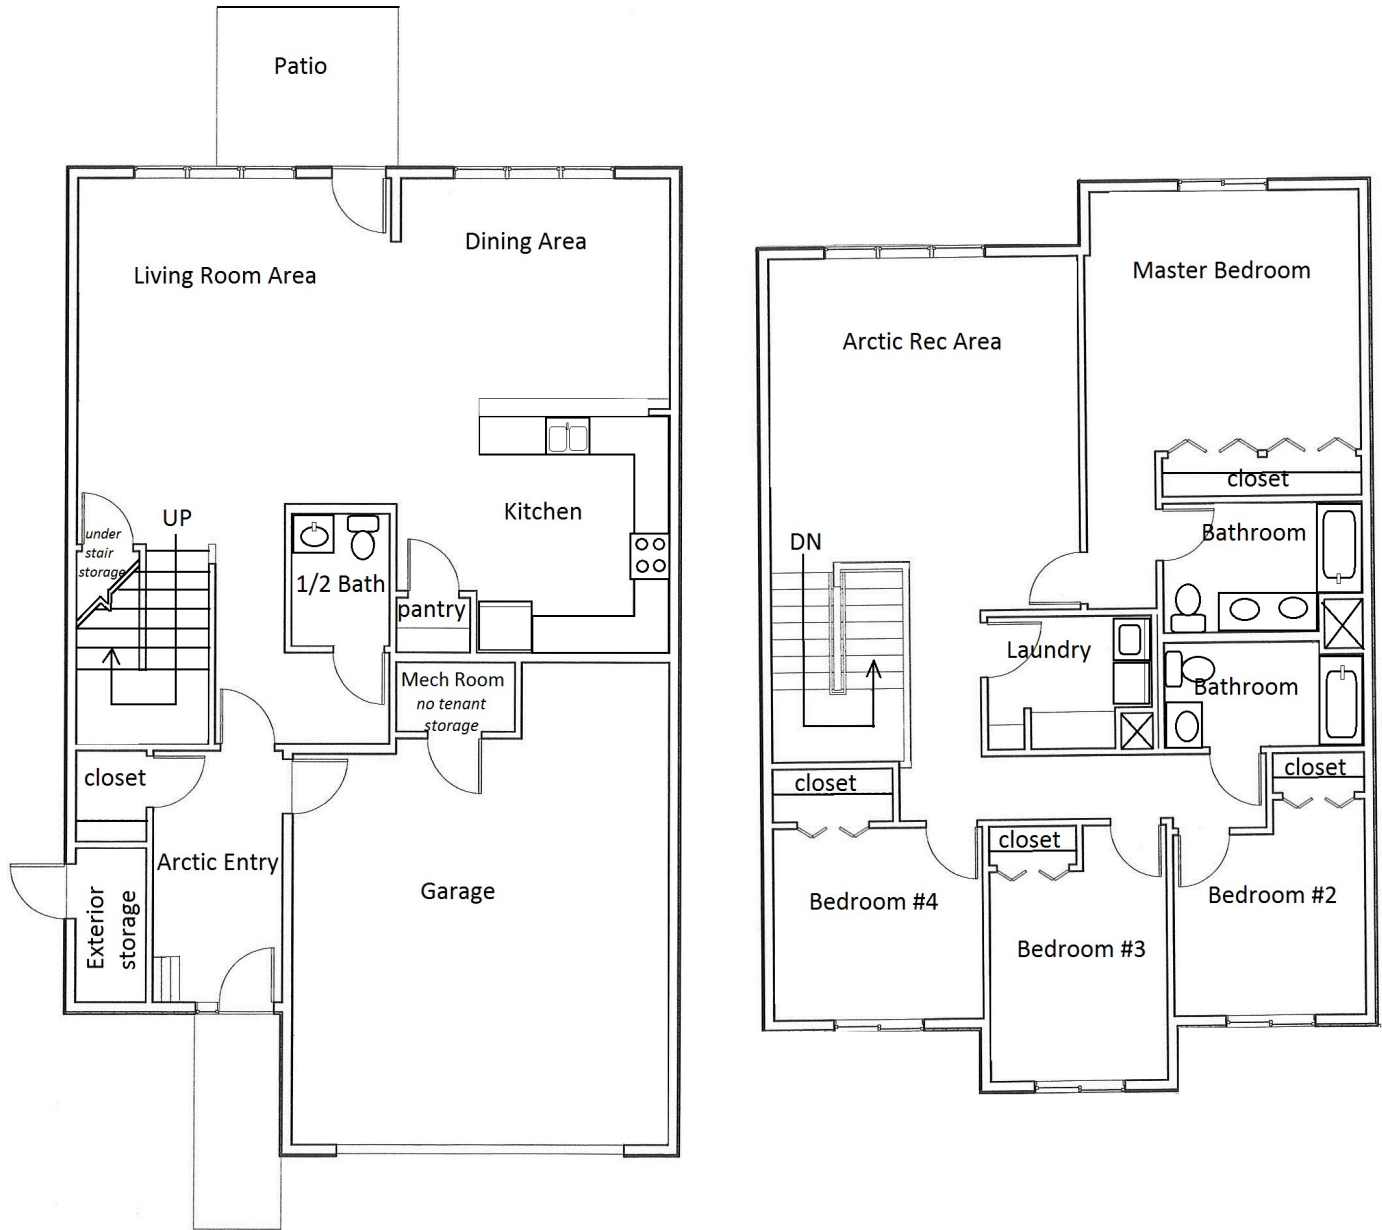 Patio
Living Room Area
Dining Area
Kitchen
UP
under
stair
storage
1/2 Bath
pantry
Mech Room
no tenant
storage
closet
Arctic Entry
Exterior
storage
Garage
Master Bedroom
Arctic Rec Area
closet
Bathroom
DN
Laundry
Bathroom
closet
closet
closet
Bedroom #4
Bedroom #3
Bedroom #2